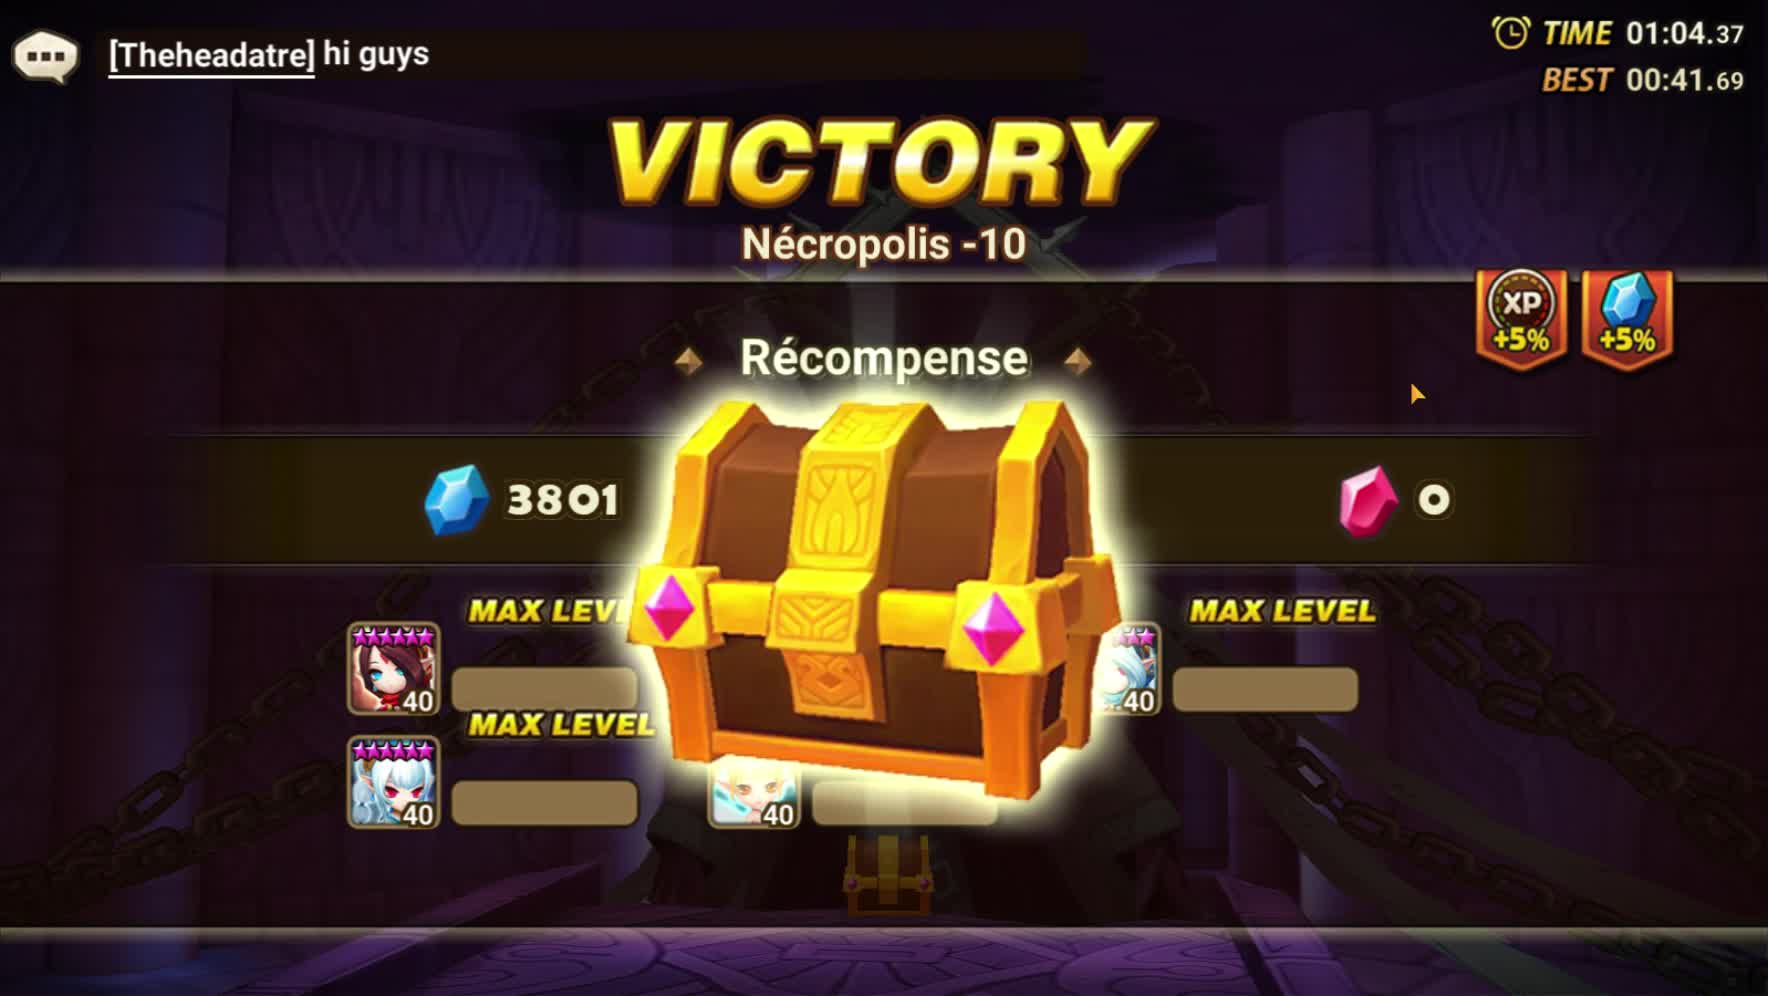 [Theheadatre] hi guys
TIME 01:04.37
BEST 00:41.69
VICTORY
Nécropolis -10
XP
+5%
+5%
Récompense
3801
0
MAX LEVE
MAX LEVEL
40
40
MAX LEVEL
40
40